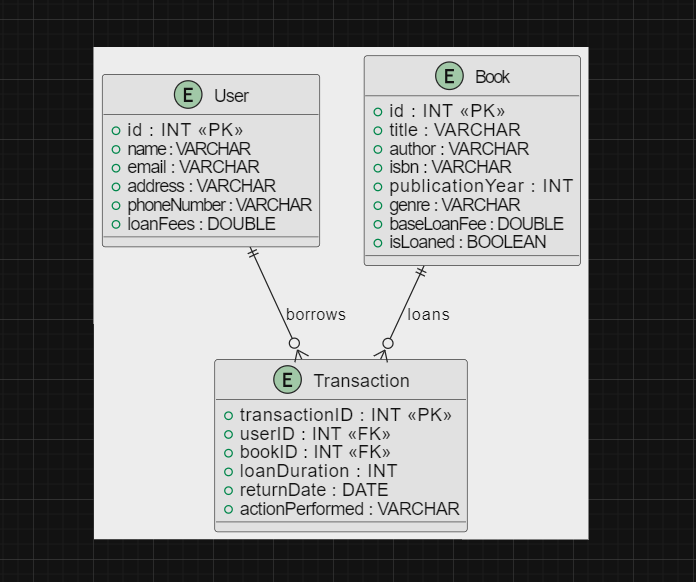 E User
id : INT «PK»
name : VARCHAR
email : VARCHAR
address : VARCHAR
phoneNumber : VARCHAR
loanFees : DOUBLE
E Book
id : INT «PK»
title : VARCHAR
author : VARCHAR
isbn : VARCHAR
publicationYear : INT
genre : VARCHAR
baseLoanFee : DOUBLE
isLoaned : BOOLEAN
borrows
loans
E Transaction
transactionID : INT «PK»
userID : INT «FK»
bookID : INT «FK»
loanDuration : INT
returnDate : DATE
actionPerformed : VARCHAR